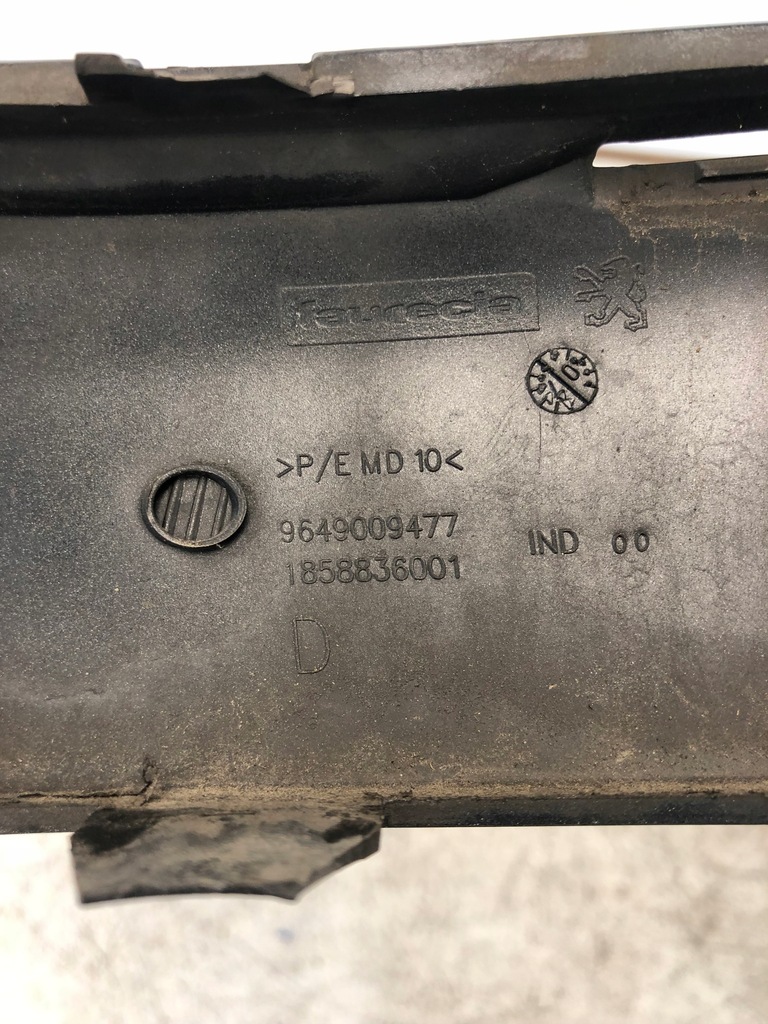 faurecia
>P/E MD 10<
9649009477 IND 00
1858836001
D